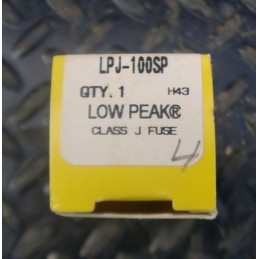 LPJ-100SP
QTY. 1 H43
LOW PEAK®
CLASS J FUSE
4